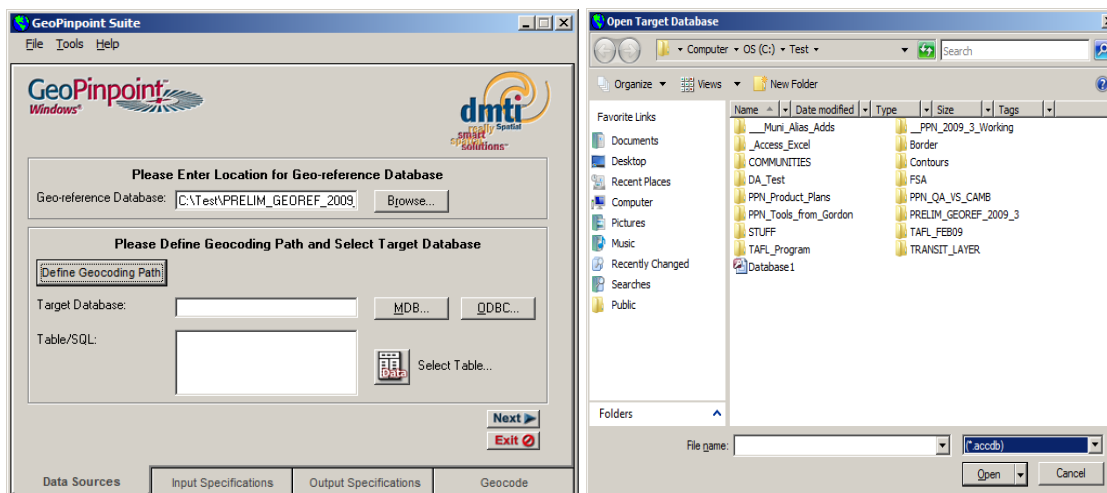 GeoPinpoint Suite
File Tools Help
GeoPinpoint™
Windows®
dmti
Spatial
really
smart
spatial
solutions™
Please Enter Location for Geo-reference Database
Geo-reference Database: C:\Test\PRELIM_GEOREF_2009_ Browse...
Please Define Geocoding Path and Select Target Database
Define Geocoding Path
Target Database: MDB... ODBC...
Table/SQL:
Data Select Table...
Next
Exit
Data Sources Input Specifications Output Specifications Geocode
Open Target Database
Computer OS (C:) Test Search
Organize Views New Folder
Favorite Links
Documents
Desktop
Recent Places
Computer
Pictures
Music
Recently Changed
Searches
Public
Folders
Name Date modified Type Size Tags
___Muni_Alias_Adds __PPN_2009_3_Working
_Access_Excel Border
COMMUNITIES Contours
DA_Test FSA
PPN_Product_Plans PPN_QA_VS_CAMB
PPN_Tools_from_Gordon PRELIM_GEOREF_2009_3
STUFF TAFL_FEB09
TAFL_Program TRANSIT_LAYER
Database1
File name: (*.accdb)
Open Cancel